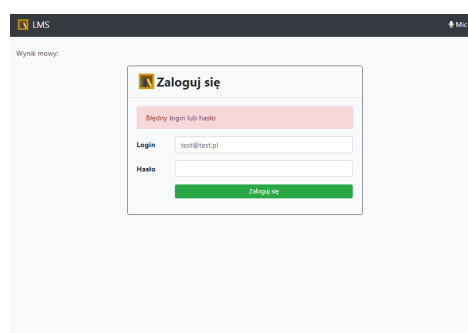 LMS
Mic
Wynik mowy:
Zaloguj się
Błędny login lub hasło
Login test@test.pl
Hasło
Zaloguj się